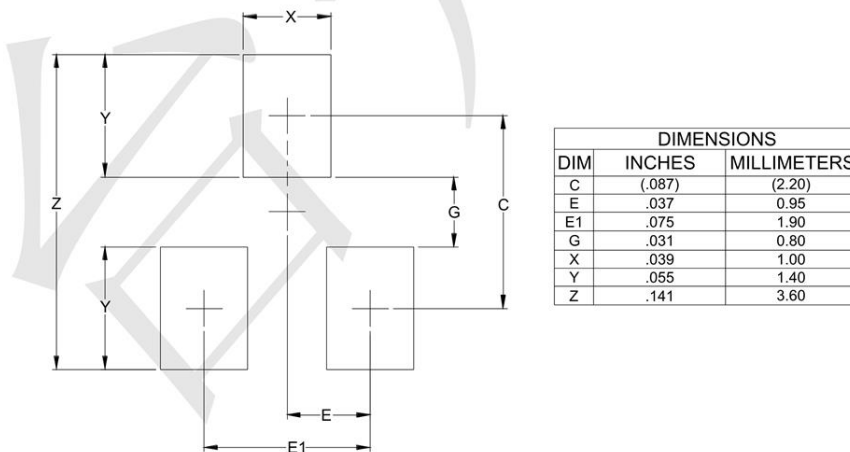 X
Y
Z
G
C
Y
E
E1
DIMENSIONS
DIM INCHES MILLIMETERS
C (.087) (2.20)
E .037 0.95
E1 .075 1.90
G .031 0.80
X .039 1.00
Y .055 1.40
Z .141 3.60